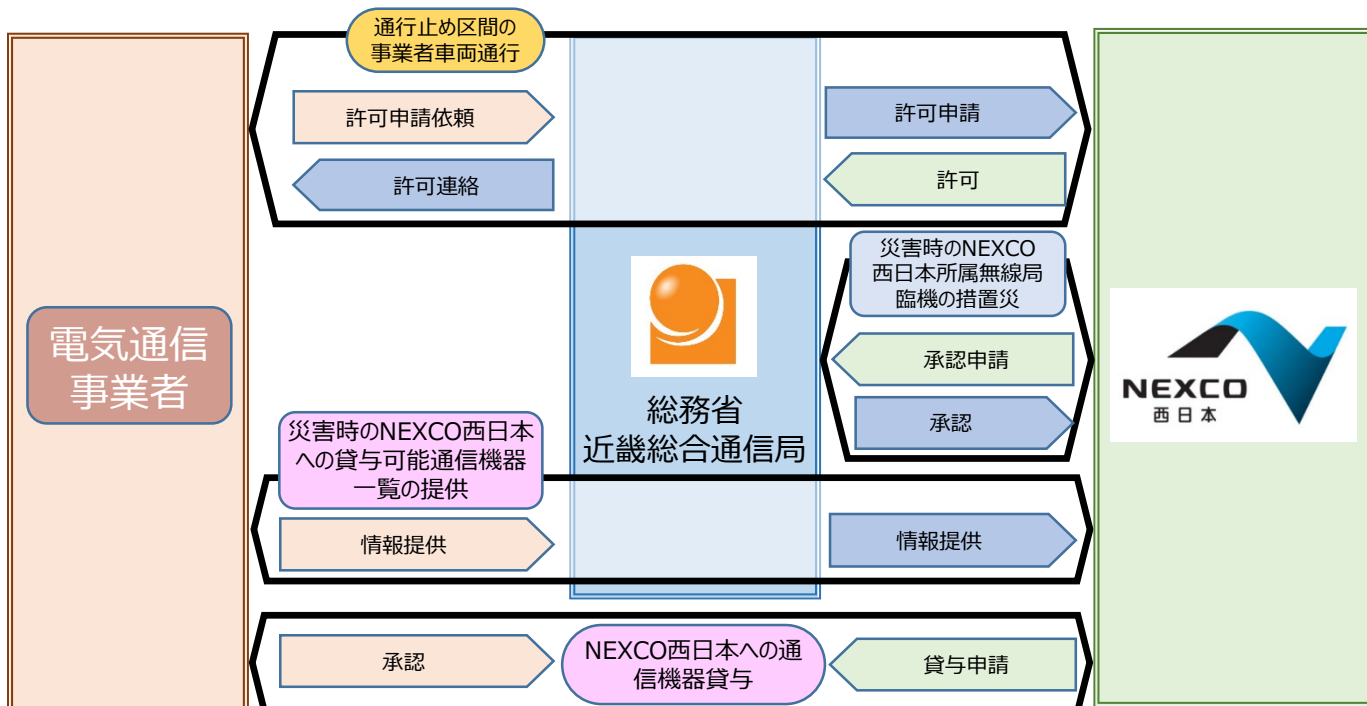 通行止め区間の
事業者車両通行
許可申請依頼
許可申請
許可連絡
許可
災害時のNEXCO
西日本所属無線局
臨機の措置災
承認申請
承認
電気通信
事業者
総務省
近畿総合通信局
NEXCO
西日本
災害時のNEXCO西日本
への貸与可能通信機器
一覧の提供
情報提供
情報提供
承認
NEXCO西日本への通
信機器貸与
貸与申請